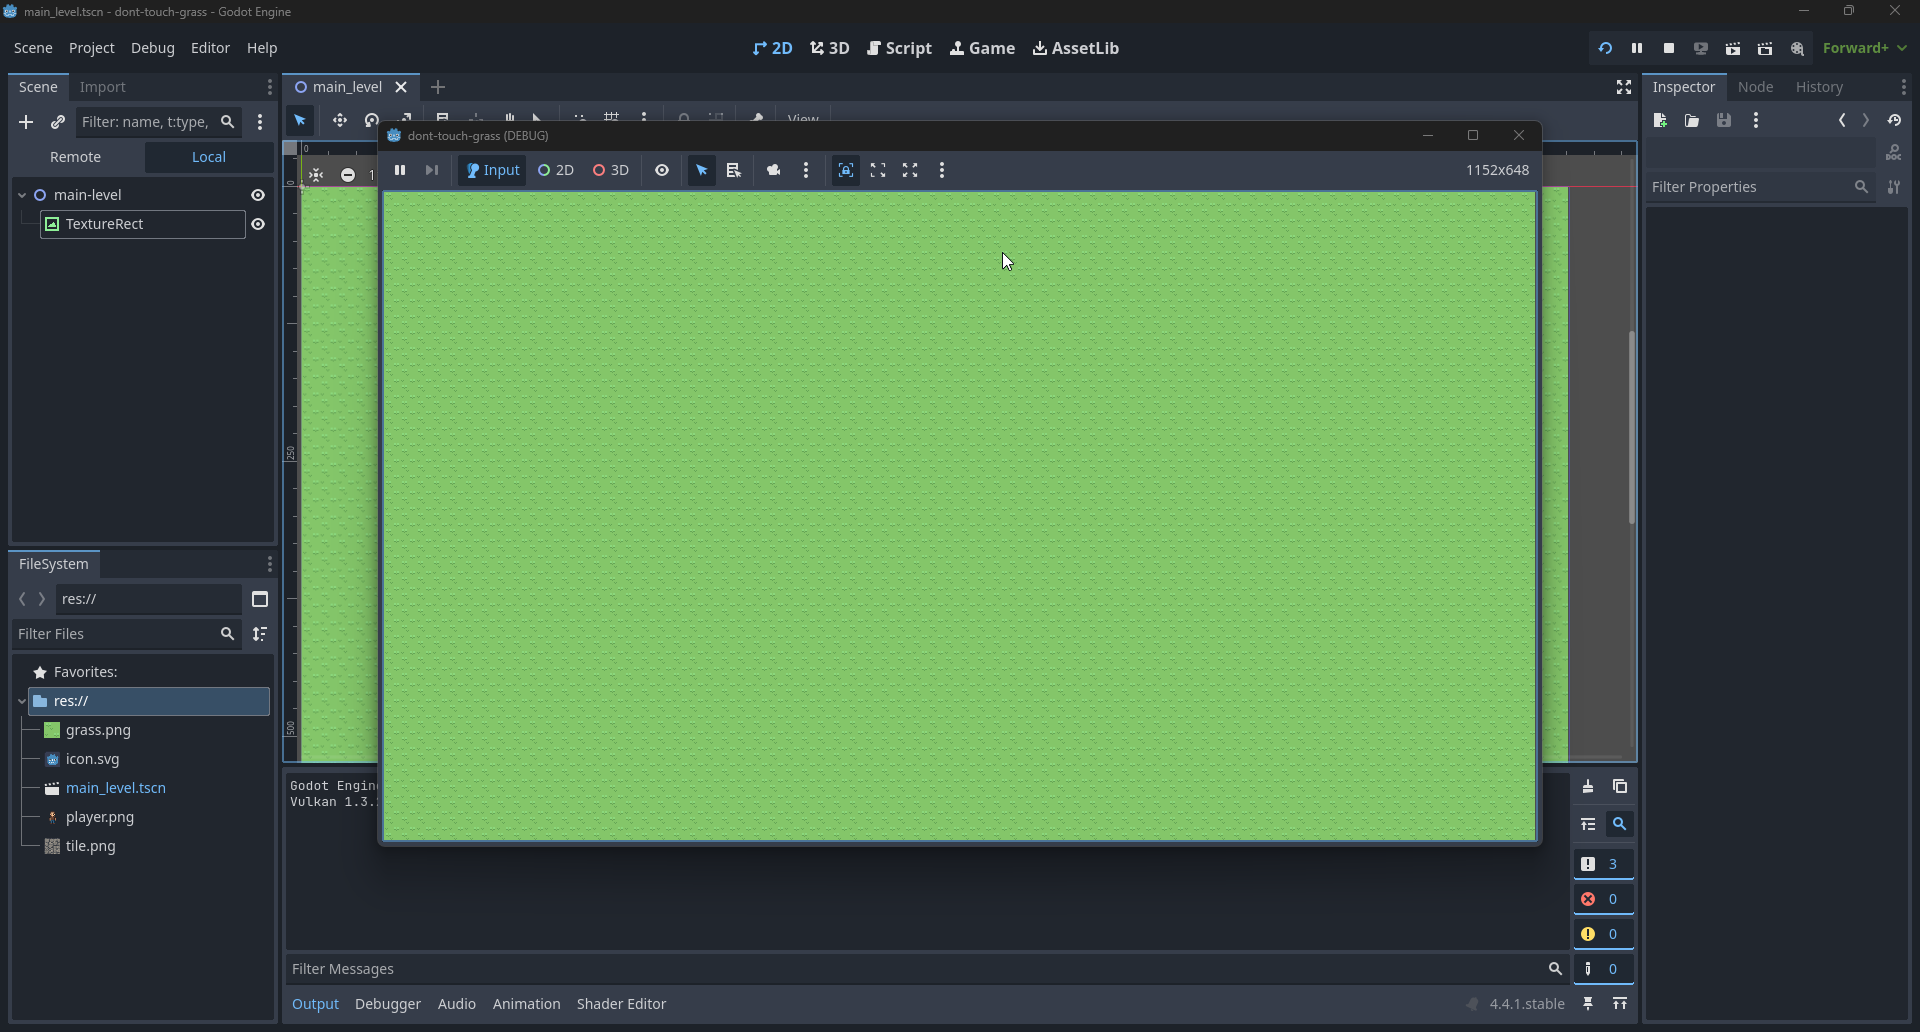 main_level.tscn - dont-touch-grass - Godot Engine
Scene Project Debug Editor Help
2D 3D Script Game AssetLib
Forward+
Scene Import
main_level
Inspector Node History
Filter: name, t:type,
View
Remote Local
dont-touch-grass (DEBUG)
Input 2D 3D
1152x648
Filter Properties
main-level
TextureRect
0
0
250
500
1
FileSystem
res://
Filter Files
Favorites:
res://
grass.png
icon.svg
main_level.tscn
player.png
tile.png
Godot Engin
Vulkan 1.3.
3
0
0
0
Filter Messages
Output Debugger Audio Animation Shader Editor
4.4.1.stable